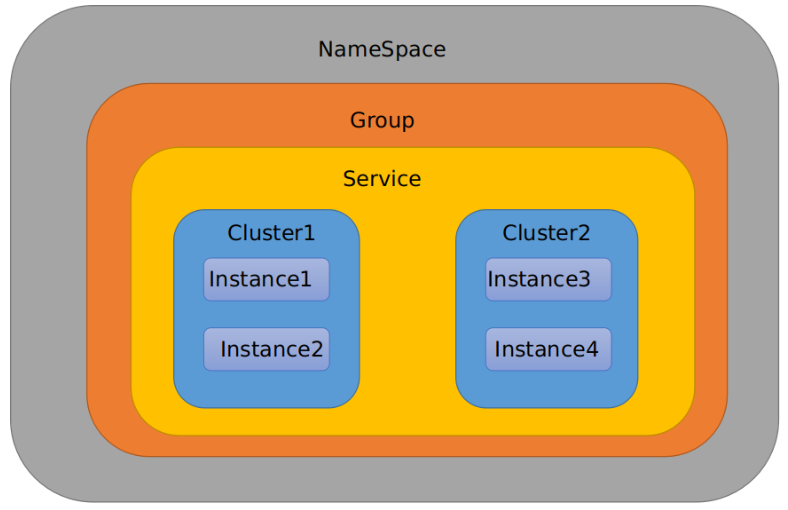 NameSpace
Group
Service
Cluster1
Instance1
Instance2
Cluster2
Instance3
Instance4